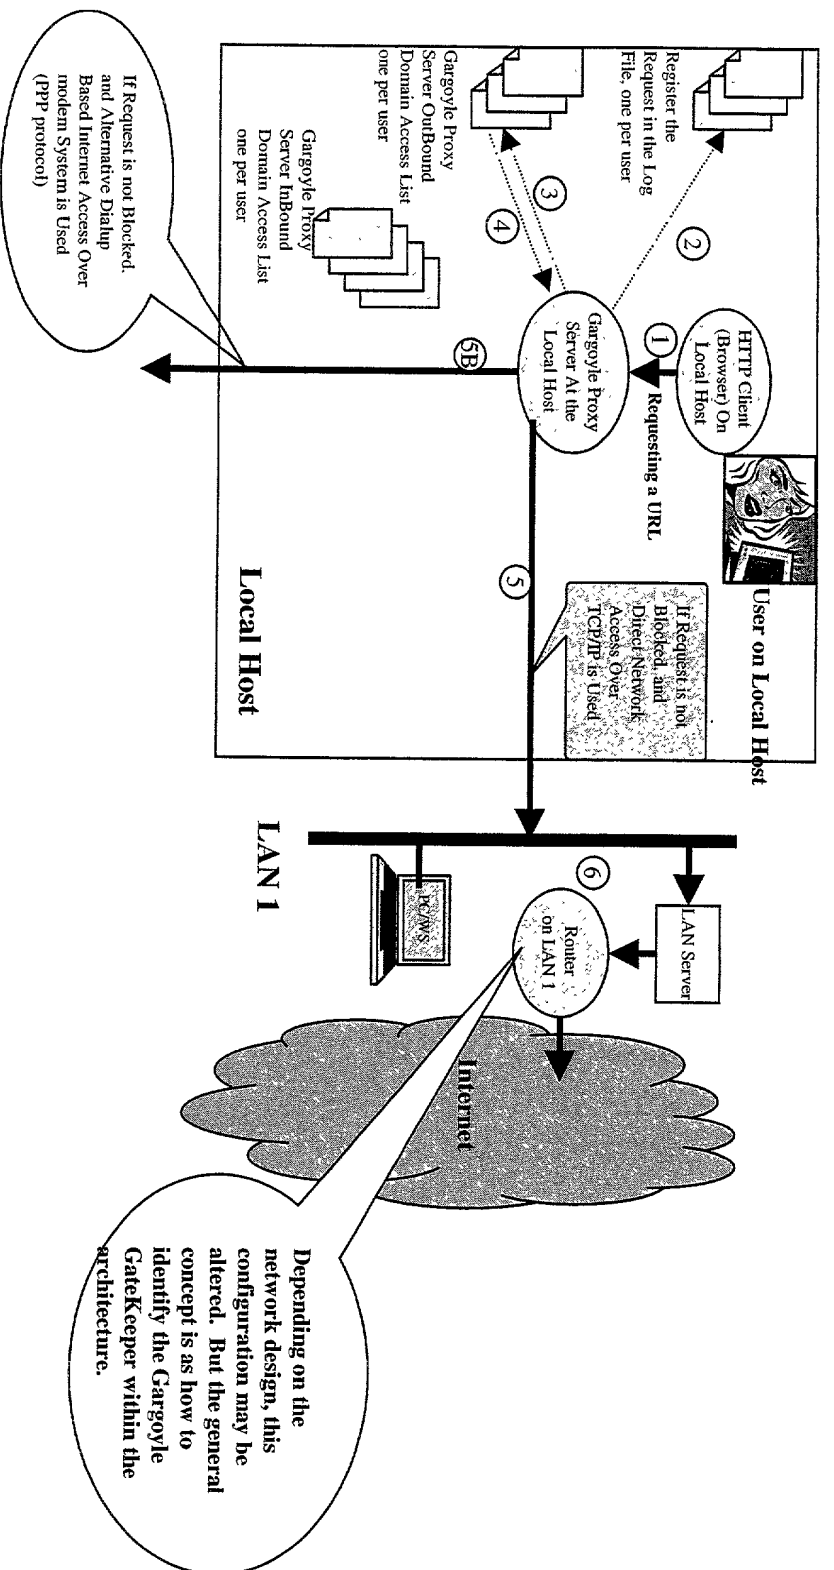 Register the
Request in the Log
File, one per user
Gargoyle Proxy
Server OutBound
Domain Access List
one per user
Gargoyle Proxy
Server InBound
Domain Access List
one per user
If Request is not Blocked.
and Alternative Dialup
Based Internet Access Over
modem System is Used
(PPP protocol)
2
3
4
HTTP Client
(Browser) On
Local Host
1
Requesting a URL
Gargoyle Proxy
Server At the
Local Host
5B
User on Local Host
If Request is not
Blocked, and
Direct Network
Access Over
TCP/IP is Used
5
Local Host
LAN 1
LAN Server
6
Router
on LAN 1
PC/WS
Internet
Depending on the
network design, this
configuration may be
altered. But the general
concept is as how to
identify the Gargoyle
GateKeeper within the
architecture.